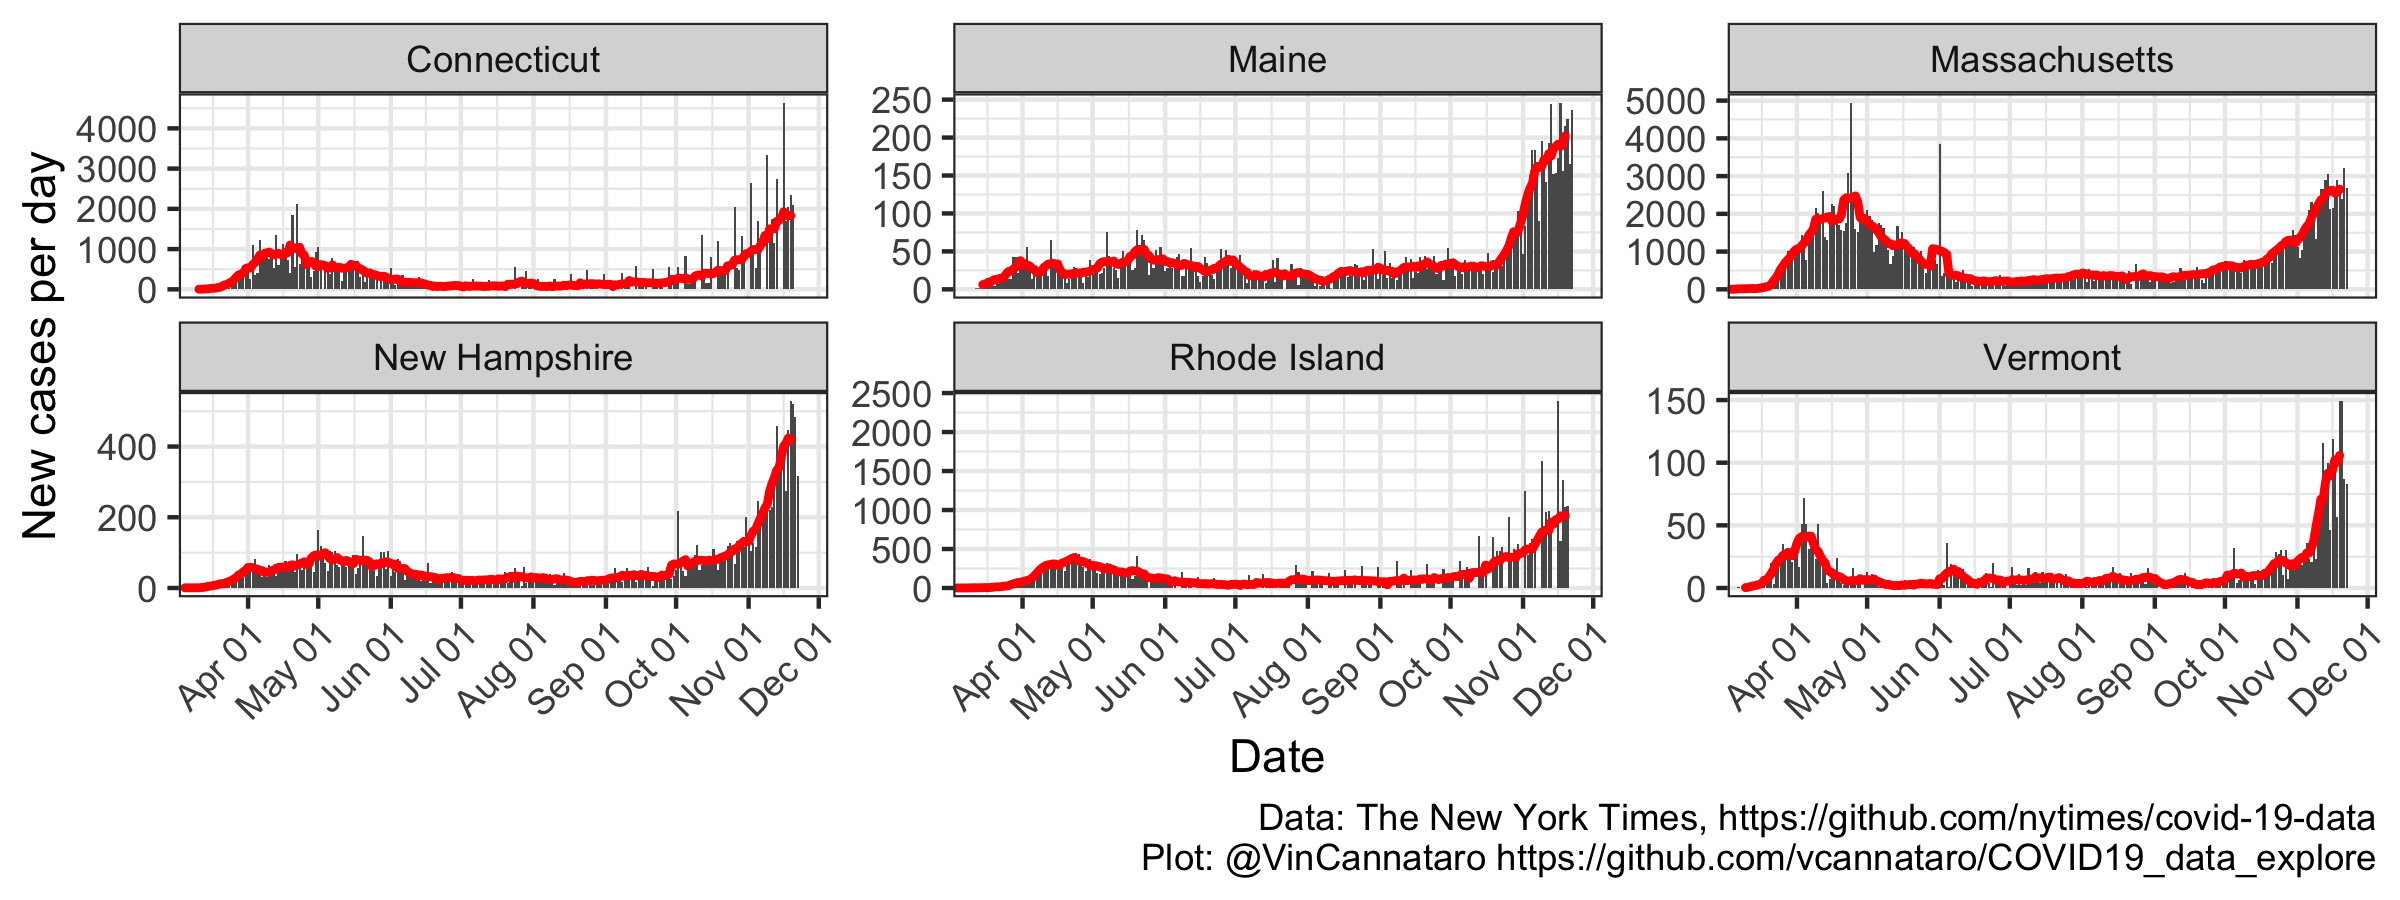 Connecticut
Maine
Massachusetts
4000
3000
2000
1000
0
250
200
150
100
50
0
5000
4000
3000
2000
1000
0
New cases per day
New Hampshire
Rhode Island
Vermont
400
200
0
2500
2000
1500
1000
500
0
150
100
50
0
Apr 01
May 01
Jun 01
Jul 01
Aug 01
Sep 01
Oct 01
Nov 01
Dec 01
Apr 01
May 01
Jun 01
Jul 01
Aug 01
Sep 01
Oct 01
Nov 01
Dec 01
Apr 01
May 01
Jun 01
Jul 01
Aug 01
Sep 01
Oct 01
Nov 01
Dec 01
Date
Data: The New York Times, https://github.com/nytimes/covid-19-data
Plot: @VinCannataro https://github.com/vcannataro/COVID19_data_explore